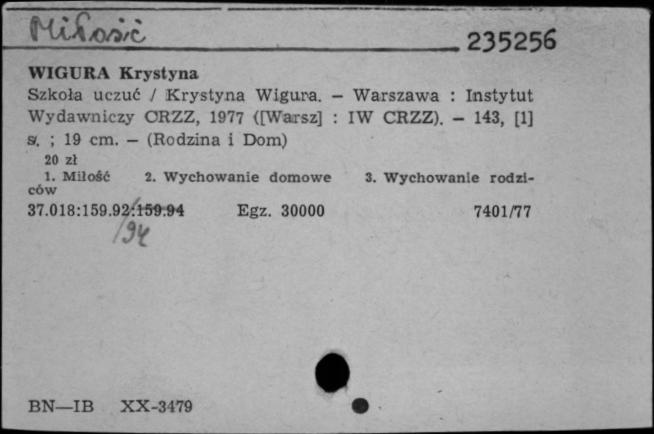 Miłość
235256
WIGURA Krystyna
Szkoła uczuć / Krystyna Wigura. — Warszawa : Instytut
Wydawniczy CRZZ, 1977 ([Warsz] : IW CRZZ). — 143, [1]
s. ; 19 cm. — (Rodzina i Dom)
20 zł
1. Miłość 2. Wychowanie domowe 3. Wychowanie rodzi-
ców
37.018:159.92:159.94 Egz. 30000 7401/77
/94
BN—IB XX-3479